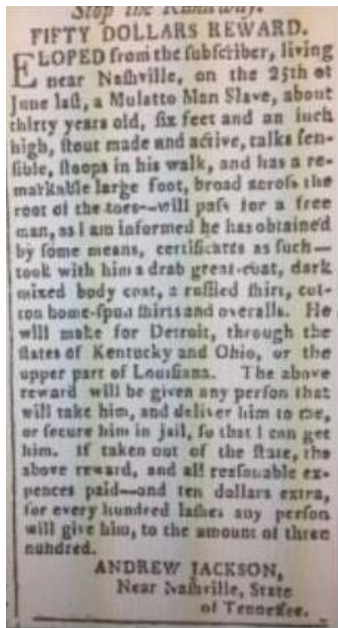 Stop the Runaway.
FIFTY DOLLARS REWARD.
ELOPED from the ſubſcriber, living
near Naſhville, on the 25th of
June laſt, a Mulatto Man Slave, about
thirty years old, ſix feet and an inch
high, ſtout made and active, talks ſen-
ſible, ſtoops in his walk, and has a re-
markable large foot, broad acroſs the
root of the toes—will paſs for a free
man, as I am informed he has obtained
by ſome means, certificates as ſuch—
took with him a drab great-coat, dark
mixed body coat, a ruffled ſhirt, cot-
ton home-ſpun ſhirts and overalls. He
will make for Detroit, through the
ſtates of Kentucky and Ohio, or the
upper part of Louiſiana. The above
reward will be given any perſon that
will take him, and deliver him to me,
or ſecure him in jail, ſo that I can get
him. If taken out of the ſtate, the
above reward, and all reaſonable ex-
pences paid—and ten dollars extra,
for every hundred laſhes any perſon
will give him, to the amount of three
hundred.
ANDREW JACKSON,
Near Naſhville, State
of Tenneſſee.